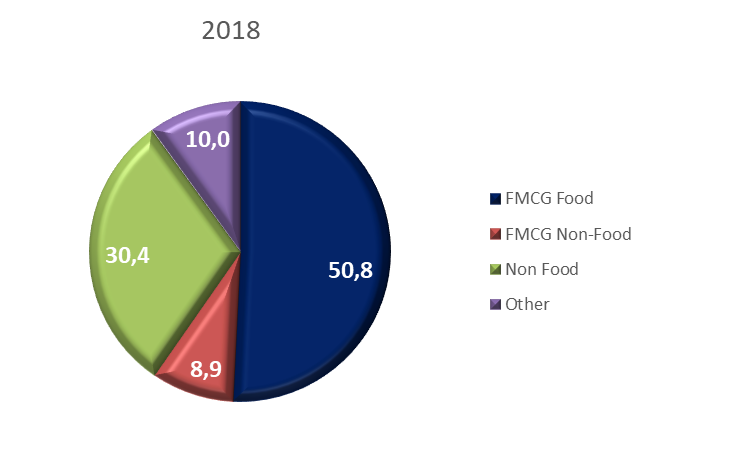 2018
10,0
30,4
50,8
8,9
FMCG Food
FMCG Non-Food
Non Food
Other